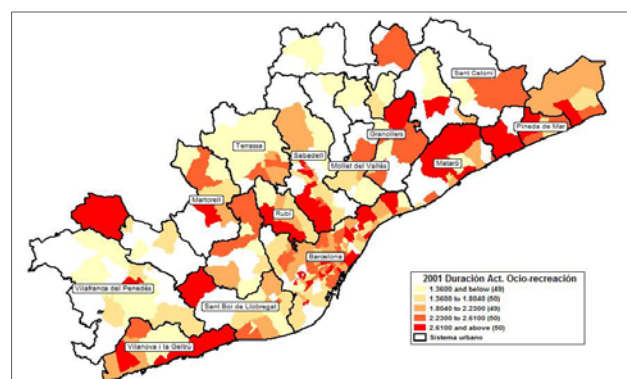 Sant Celoni
Pineda de Mar
Granollers
Terrassa
Sabadell
Mollet del Vallès
Mataró
Martorell
Rubí
Barcelona
Vilafranca del Penedès
Sant Boi de Llobregat
Vilanova i la Geltrú
2001 Duración Act. Ocio-recreación
1.3600 and below (49)
1.3600 to 1.8040 (50)
1.8040 to 2.2300 (49)
2.2300 to 2.6100 (50)
2.6100 and above (50)
Sistema urbano